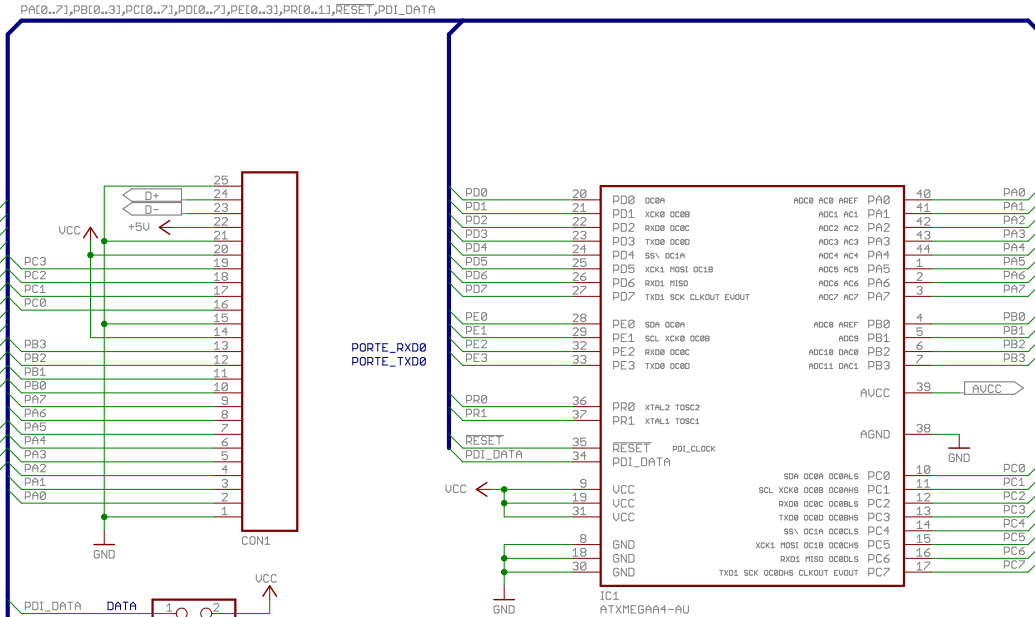 PA[0..7],PB[0..3],PC[0..7],PD[0..7],PE[0..3],PR[0..1],RESET,PDI_DATA
25
D+ 24
D- 23
+5V 22
VCC
21
20
PC3 19
PC2 18
PC1 17
PC0 16
15
14
PB3 13
PB2 12
PB1 11
PB0 10
PA7 9
PA6 8
PA5 7
PA4 6
PA3 5
PA2 4
PA1 3
PA0 2
1
GND
CON1
VCC
PDI_DATA DATA 1 2
PORTE_RXD0
PORTE_TXD0
PD0 20 PD0 OC0A ADC0 AC0 AREF PA0 40 PA0
PD1 21 PD1 XCK0 OC0B ADC1 AC1 PA1 41 PA1
PD2 22 PD2 RXD0 OC0C ADC2 AC2 PA2 42 PA2
PD3 23 PD3 TXD0 OC0D ADC3 AC3 PA3 43 PA3
PD4 24 PD4 SS\ OC1A ADC4 AC4 PA4 44 PA4
PD5 25 PD5 XCK1 MOSI OC1B ADC5 AC5 PA5 1 PA5
PD6 26 PD6 RXD1 MISO ADC6 AC6 PA6 2 PA6
PD7 27 PD7 TXD1 SCK CLKOUT EVOUT ADC7 AC7 PA7 3 PA7
PE0 28 PE0 SDA OC0A ADC8 AREF PB0 4 PB0
PE1 29 PE1 SCL XCK0 OC0B ADC9 PB1 5 PB1
PE2 32 PE2 RXD0 OC0C ADC10 DAC0 PB2 6 PB2
PE3 33 PE3 TXD0 OC0D ADC11 DAC1 PB3 7 PB3
AVCC 39 AVCC
PR0 36 PR0 XTAL2 TOSC2
PR1 37 PR1 XTAL1 TOSC1
AGND 38
GND
RESET 35 RESET PDI_CLOCK
PDI_DATA 34 PDI_DATA
SDA OC0A OC0ALS PC0 10 PC0
VCC 9 VCC SCL XCK0 OC0B OC0AHS PC1 11 PC1
19 VCC RXD0 OC0C OC0BLS PC2 12 PC2
31 VCC TXD0 OC0D OC0BHS PC3 13 PC3
SS\ OC1A OC0CLS PC4 14 PC4
8 GND XCK1 MOSI OC1B OC0CHS PC5 15 PC5
18 GND RXD1 MISO OC0DLS PC6 16 PC6
30 GND TXD1 SCK OC0DHS CLKOUT EVOUT PC7 17 PC7
GND
IC1
ATXMEGAA4-AU